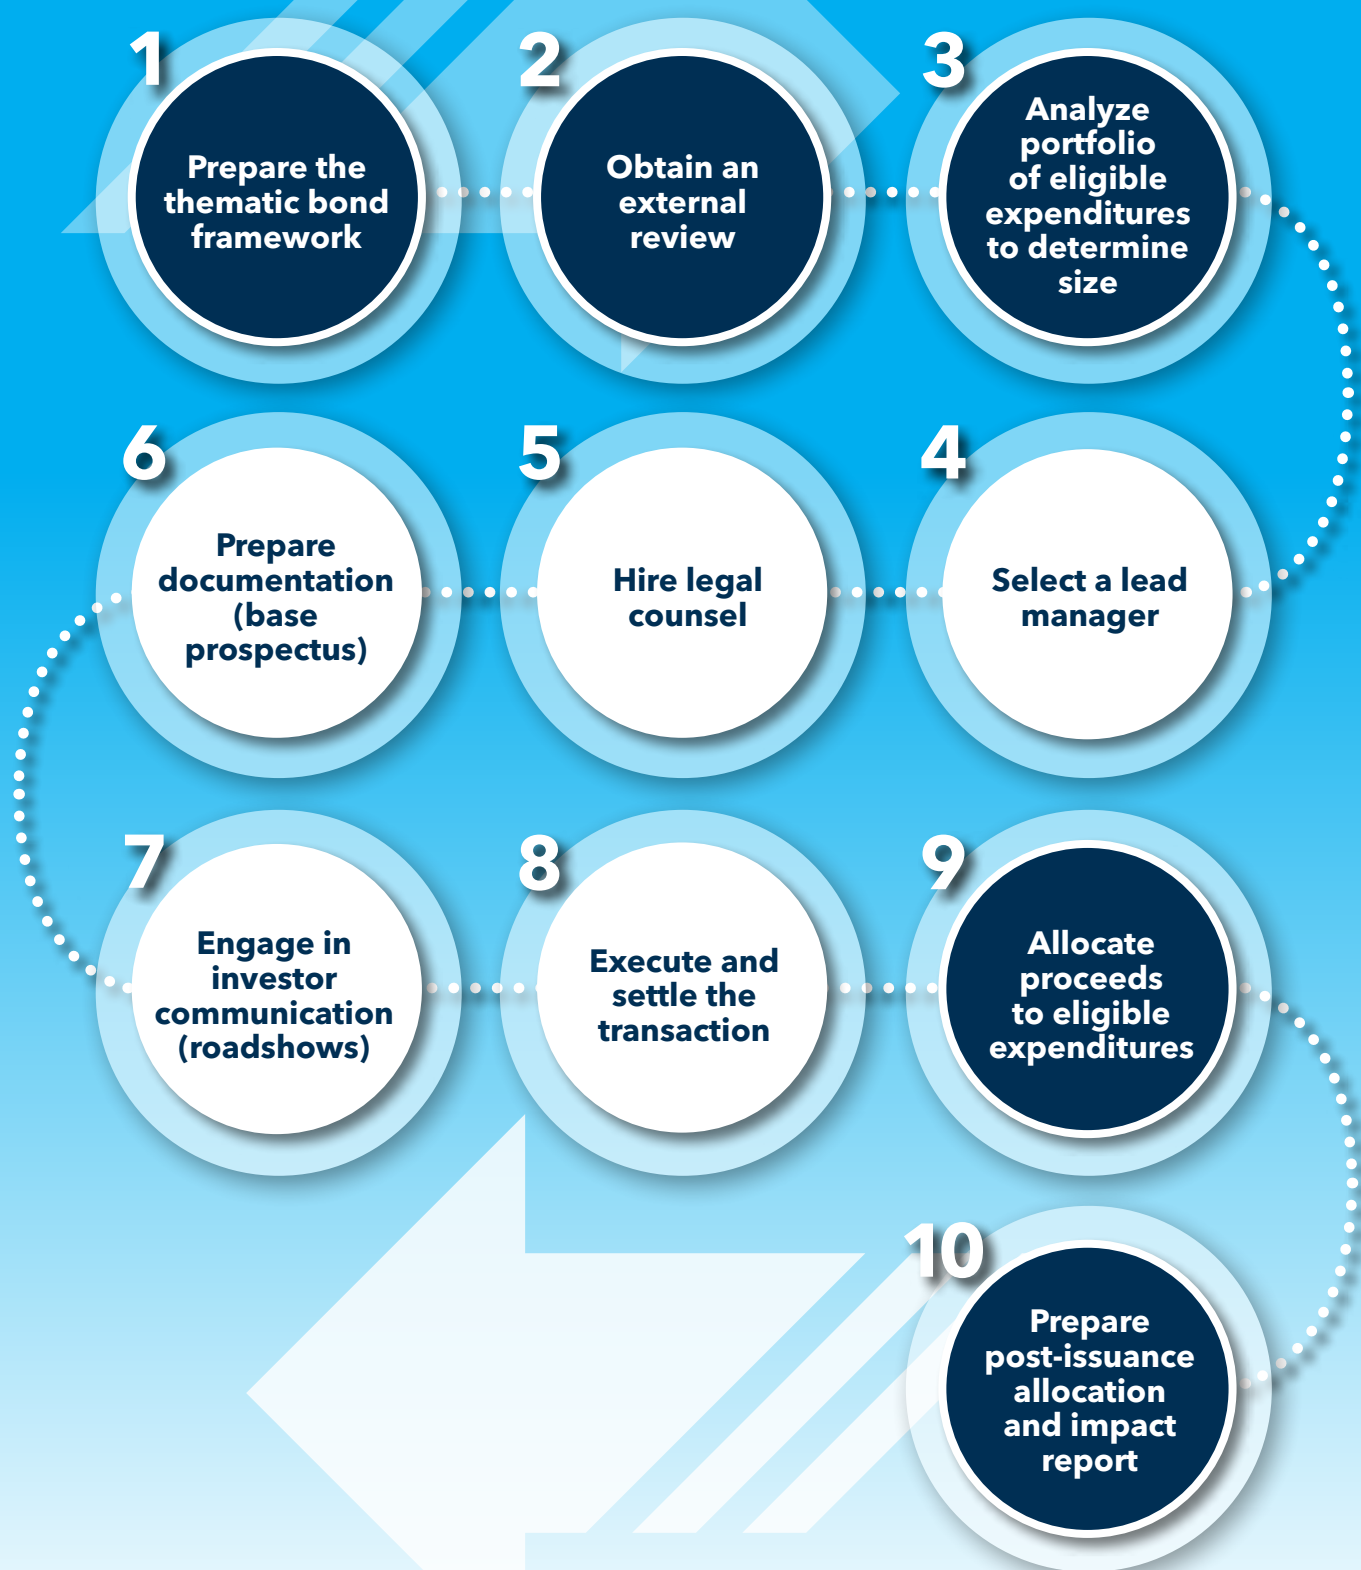 1
Prepare the
thematic bond
framework
2
Obtain an
external
review
3
Analyze
portfolio
of eligible
expenditures
to determine
size
4
Select a lead
manager
5
Hire legal
counsel
6
Prepare
documentation
(base
prospectus)
7
Engage in
investor
communication
(roadshows)
8
Execute and
settle the
transaction
9
Allocate
proceeds
to eligible
expenditures
10
Prepare
post-issuance
allocation
and impact
report